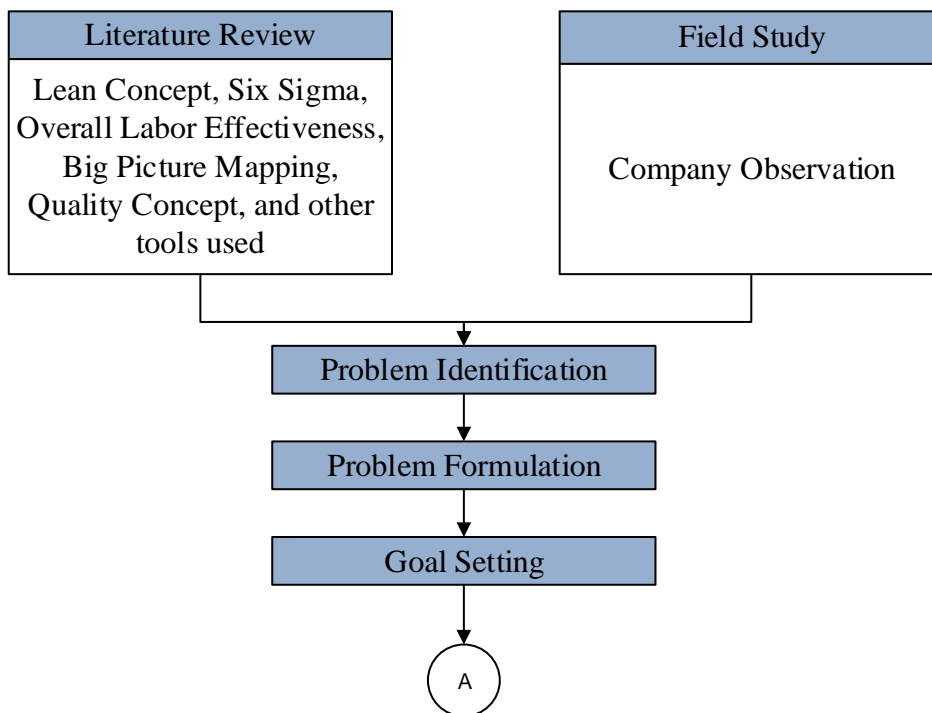 Literature Review
Lean Concept, Six Sigma,
Overall Labor Effectiveness,
Big Picture Mapping,
Quality Concept, and other
tools used
Field Study
Company Observation
Problem Identification
Problem Formulation
Goal Setting
A